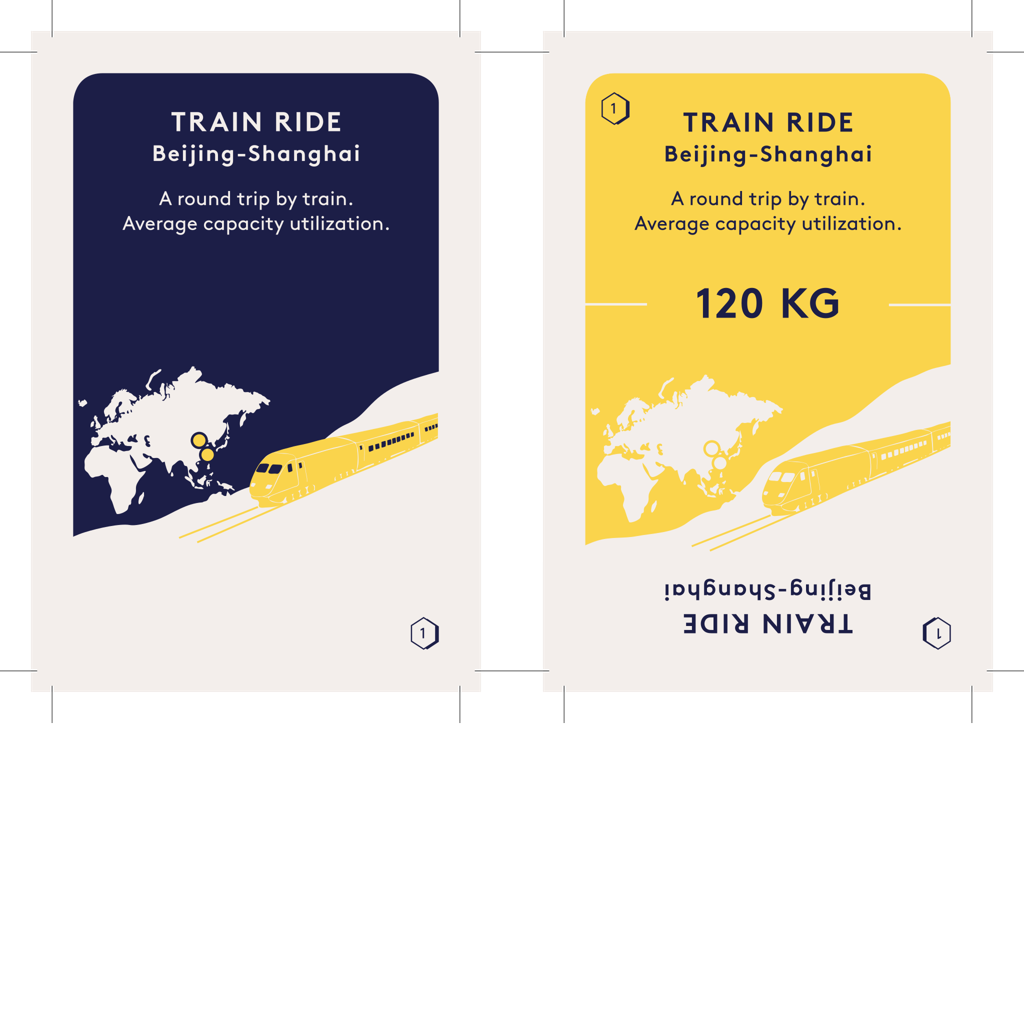 TRAIN RIDE
Beijing-Shanghai
A round trip by train.
Average capacity utilization.
1
1
TRAIN RIDE
Beijing-Shanghai
A round trip by train.
Average capacity utilization.
120 KG
TRAIN RIDE
Beijing-Shanghai
1